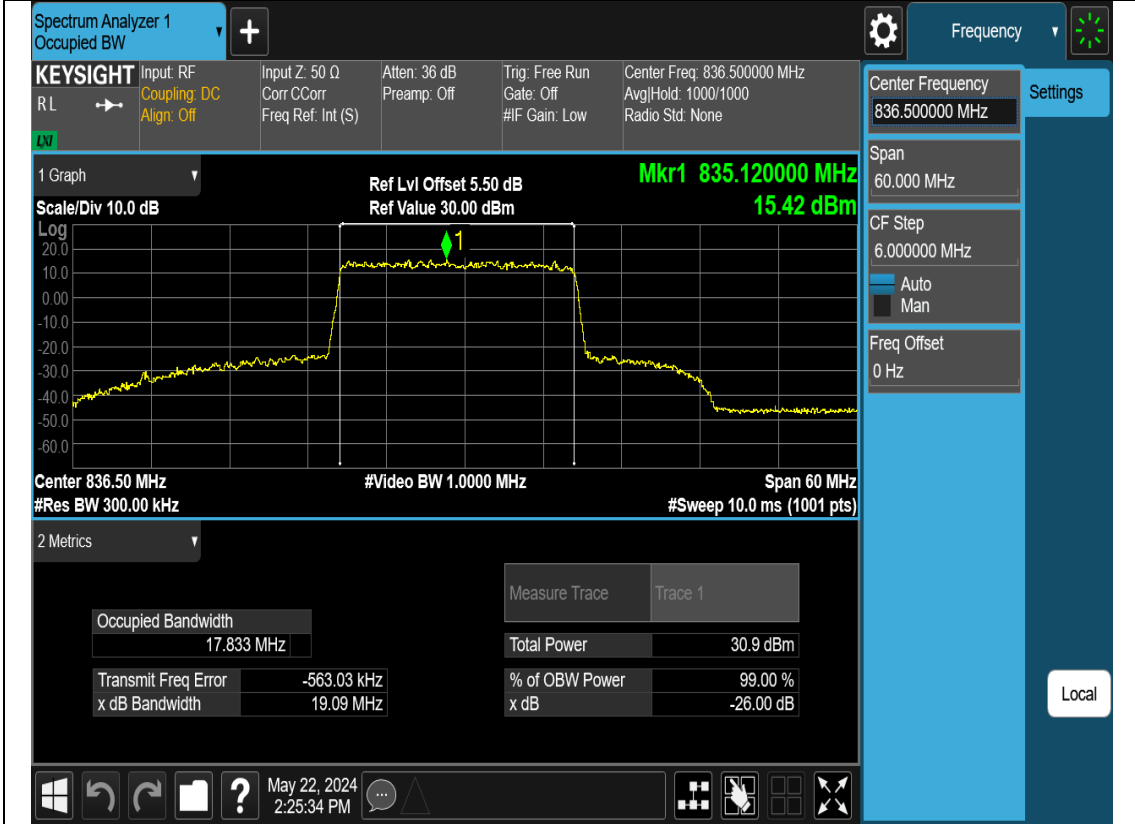 Spectrum Analyzer 1
Occupied BW
Frequency
KEYSIGHT
RL
LXI
Input: RF
Coupling: DC
Align: Off
Input Z: 50 Ω
Corr CCorr
Freq Ref: Int (S)
Atten: 36 dB
Preamp: Off
Trig: Free Run
Gate: Off
#IF Gain: Low
Center Freq: 836.500000 MHz
Avg|Hold: 1000/1000
Radio Std: None
Center Frequency
836.500000 MHz
Settings
Span
60.000 MHz
CF Step
6.000000 MHz
Auto
Man
Freq Offset
0 Hz
Local
1 Graph
Scale/Div 10.0 dB
Ref Lvl Offset 5.50 dB
Ref Value 30.00 dBm
Mkr1 835.120000 MHz
15.42 dBm
Log
20.0
10.0
0.00
-10.0
-20.0
-30.0
-40.0
-50.0
-60.0
1
Center 836.50 MHz
#Res BW 300.00 kHz
#Video BW 1.0000 MHz
Span 60 MHz
#Sweep 10.0 ms (1001 pts)
2 Metrics
Measure Trace Trace 1
Occupied Bandwidth
17.833 MHz
Total Power 30.9 dBm
Transmit Freq Error -563.03 kHz
x dB Bandwidth 19.09 MHz
% of OBW Power 99.00 %
x dB -26.00 dB
?
May 22, 2024
2:25:34 PM